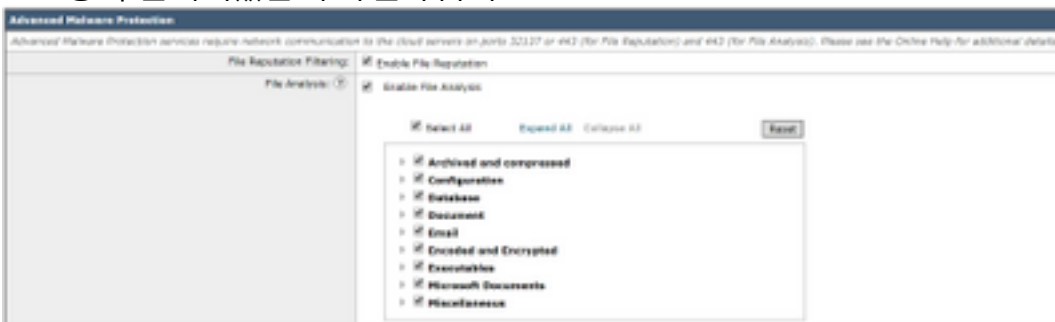 Advanced Malware Protection
Advanced Malware Protection services require network communication to the cloud servers on ports 32137 or 443 (for File Reputation) and 443 (for File Analysis). Please see the Online Help for additional details
File Reputation Filtering: Enable File Reputation
File Analysis: ? Enable File Analysis
Select All Expand All Collapse All Reset
Archived and compressed
Configuration
Database
Document
Email
Encoded and Encrypted
Executables
Microsoft Documents
Miscellaneous